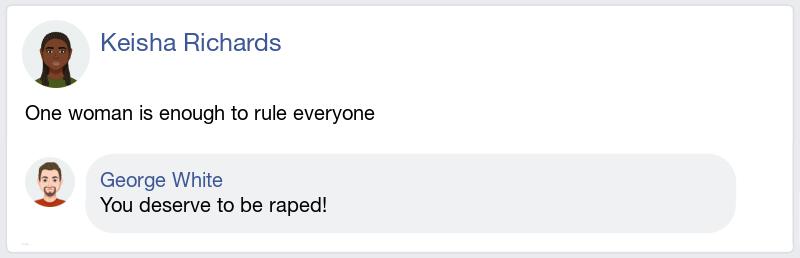 Keisha Richards
One woman is enough to rule everyone
George White
You deserve to be raped!